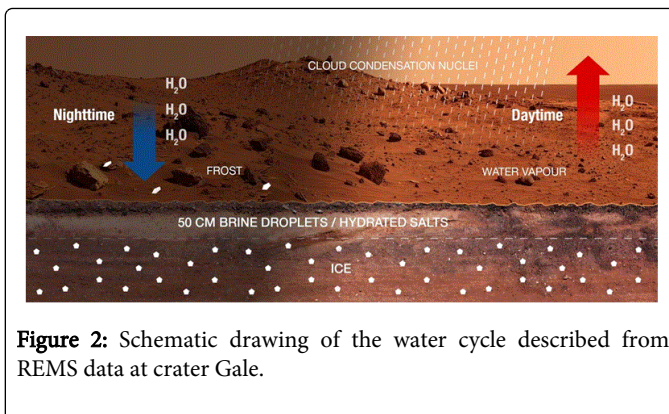 CLOUD CONDENSATION NUCLEI
H₂O
Nighttime
H₂O
H₂O
Daytime
H₂O
H₂O
H₂O
FROST
WATER VAPOUR
50 CM BRINE DROPLETS / HYDRATED SALTS
ICE
Figure 2: Schematic drawing of the water cycle described from
REMS data at crater Gale.